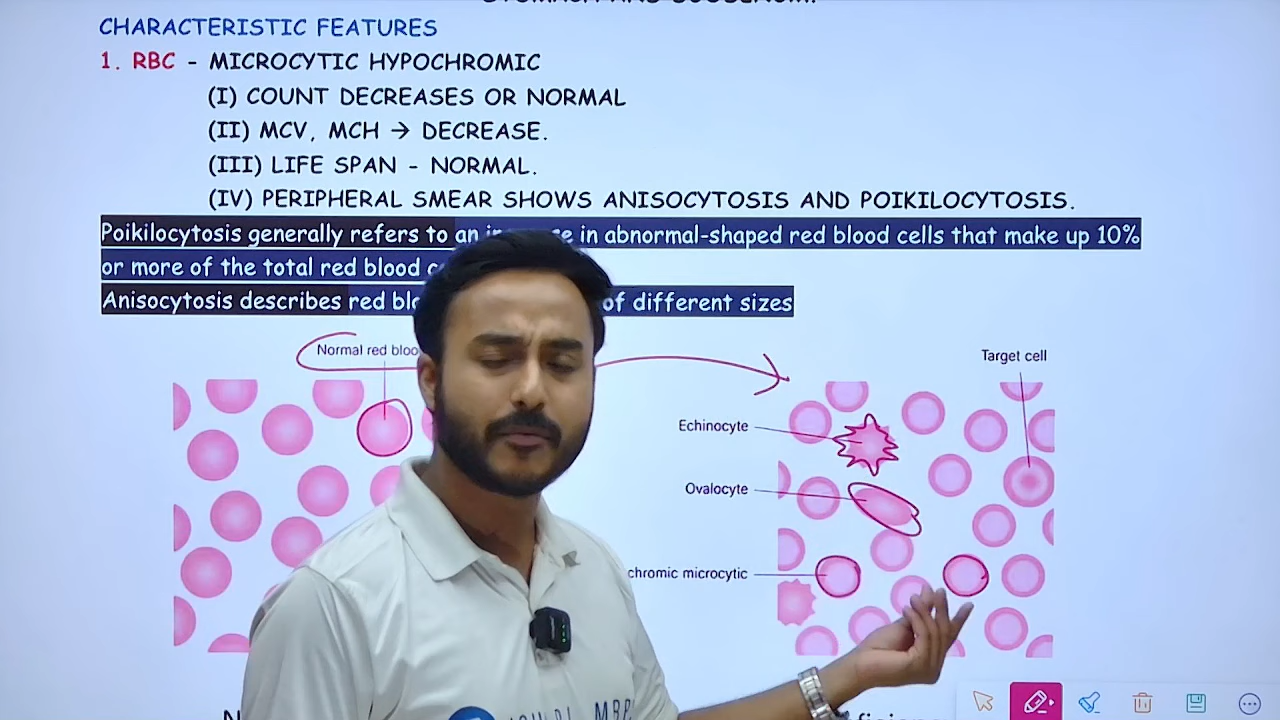 CHARACTERISTIC FEATURES
1. RBC - MICROCYTIC HYPOCHROMIC
(I) COUNT DECREASES OR NORMAL
(II) MCV, MCH → DECREASE.
(III) LIFE SPAN - NORMAL.
(IV) PERIPHERAL SMEAR SHOWS ANISOCYTOSIS AND POIKILOCYTOSIS.
Poikilocytosis generally refers to an in abnormal-shaped red blood cells that make up 10%
or more of the total red blood
Anisocytosis describes red of different sizes
Normal red
Target cell
Echinocyte
Ovalocyte
chromic microcytic